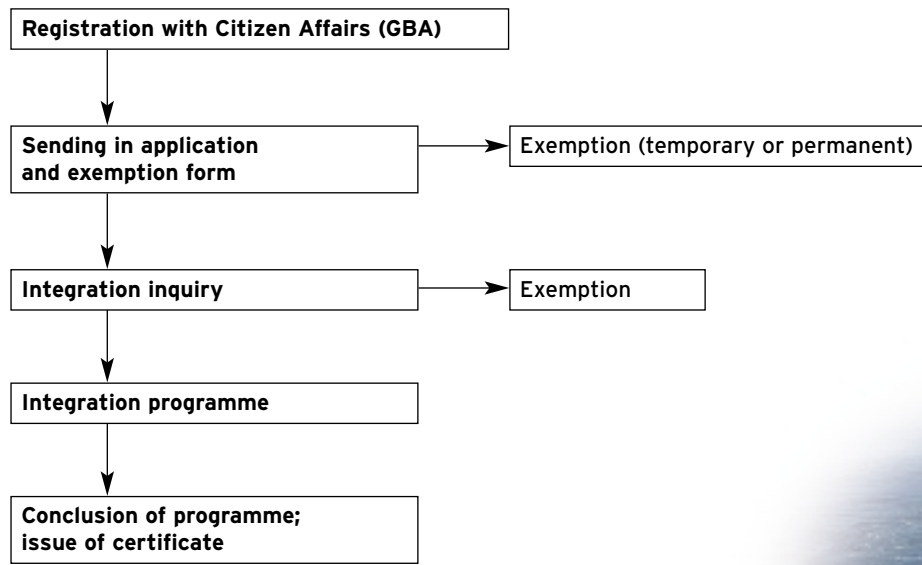 Registration with Citizen Affairs (GBA)
Sending in application
and exemption form
Exemption (temporary or permanent)
Integration inquiry
Exemption
Integration programme
Conclusion of programme;
issue of certificate